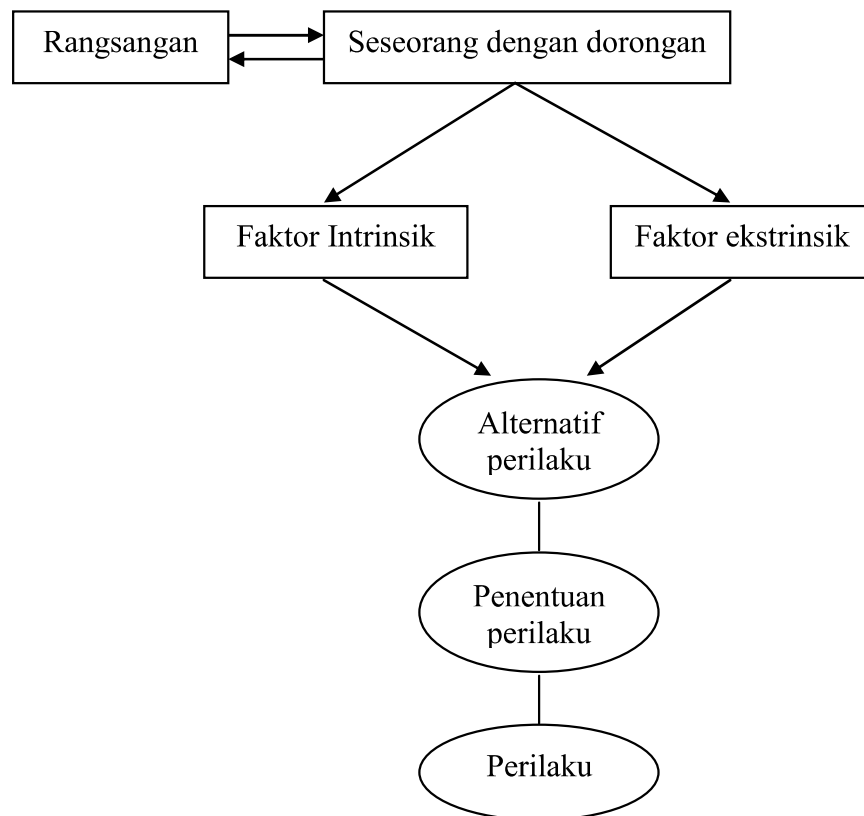 Rangsangan
Seseorang dengan dorongan
Faktor Intrinsik
Faktor ekstrinsik
Alternatif
perilaku
Penentuan
perilaku
Perilaku